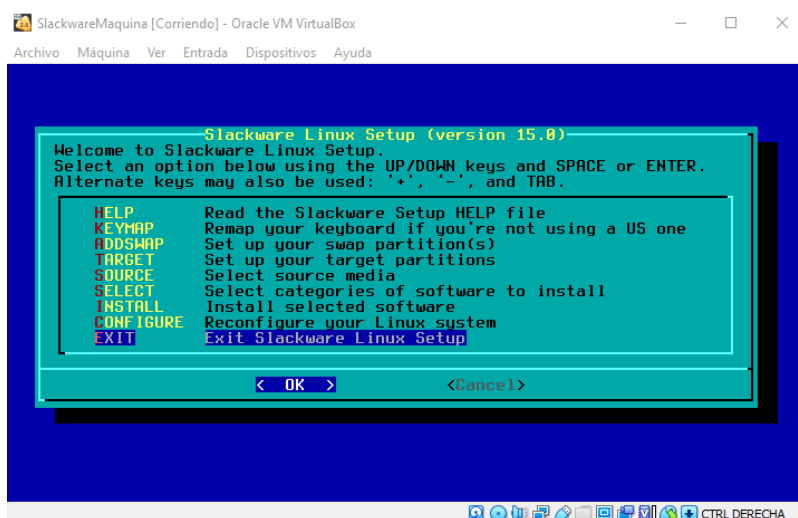 SlackwareMaquina [Corriendo] - Oracle VM VirtualBox
Archivo Máquina Ver Entrada Dispositivos Ayuda
Slackware Linux Setup (version 15.0)
Welcome to Slackware Linux Setup.
Select an option below using the UP/DOWN keys and SPACE or ENTER.
Alternate keys may also be used: '+', '-', and TAB.
HELP Read the Slackware Setup HELP file
KEYMAP Remap your keyboard if you're not using a US one
ADDSWAP Set up your swap partition(s)
TARGET Set up your target partitions
SOURCE Select source media
SELECT Select categories of software to install
INSTALL Install selected software
CONFIGURE Reconfigure your Linux system
EXIT Exit Slackware Linux Setup
< OK > <Cancel>
CTRL DERECHA